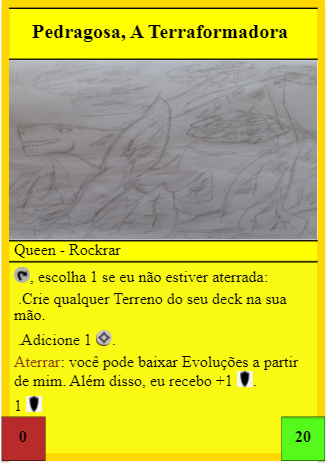 Pedragosa, A Terraformadora
Queen - Rockrar
, escolha 1 se eu não estiver aterrada:
.Crie qualquer Terreno do seu deck na sua
mão.
.Adicione 1 .
Aterrar: você pode baixar Evoluções a partir
de mim. Além disso, eu recebo +1 .
1
0
20